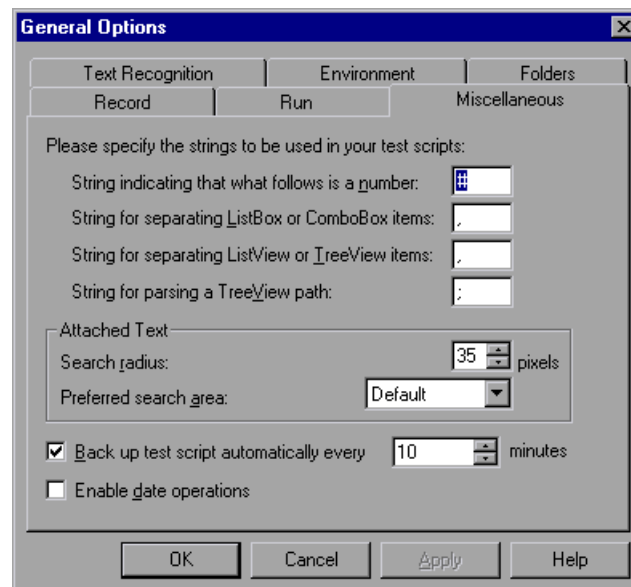 General Options
Text Recognition Environment Folders
Record Run Miscellaneous
Please specify the strings to be used in your test scripts:
String indicating that what follows is a number: #
String for separating ListBox or ComboBox items: ,
String for separating ListView or TreeView items: ,
String for parsing a TreeView path: ;
Attached Text
Search radius: 35 pixels
Preferred search area: Default
Back up test script automatically every 10 minutes
Enable date operations
OK Cancel Apply Help